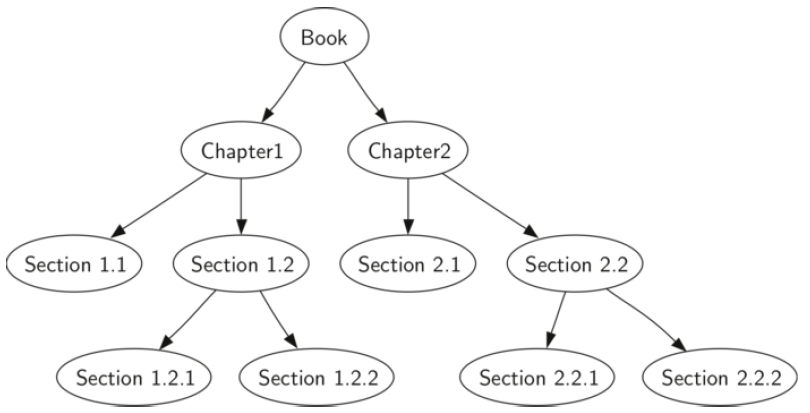 Book
Chapter1
Chapter2
Section 1.1
Section 1.2
Section 2.1
Section 2.2
Section 1.2.1
Section 1.2.2
Section 2.2.1
Section 2.2.2